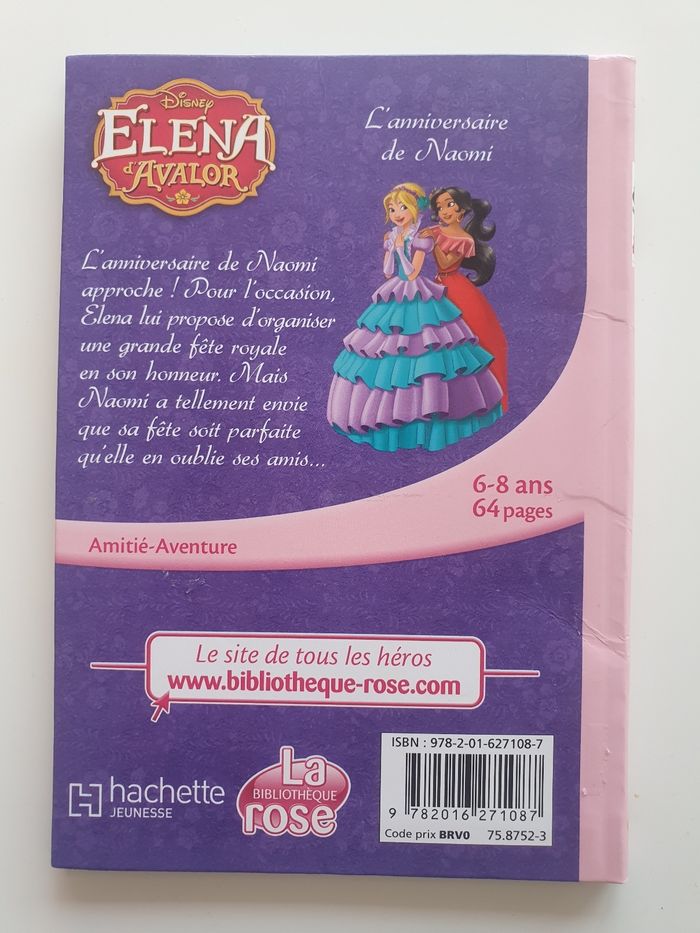 Disney
ELENA
d'AVALOR
L'anniversaire
de Naomi
L'anniversaire de Naomi
approche ! Pour l'occasion,
Elena lui propose d'organiser
une grande fête royale
en son honneur. Mais
Naomi a tellement envie
que sa fête soit parfaite
qu'elle en oublie ses amis...
6-8 ans
64 pages
Amitié-Aventure
Le site de tous les héros
www.bibliotheque-rose.com
hachette
JEUNESSE
La
BIBLIOTHÈQUE
rose
ISBN : 978-2-01-627108-7
9 782016 271087
Code prix BRV0 75.8752-3